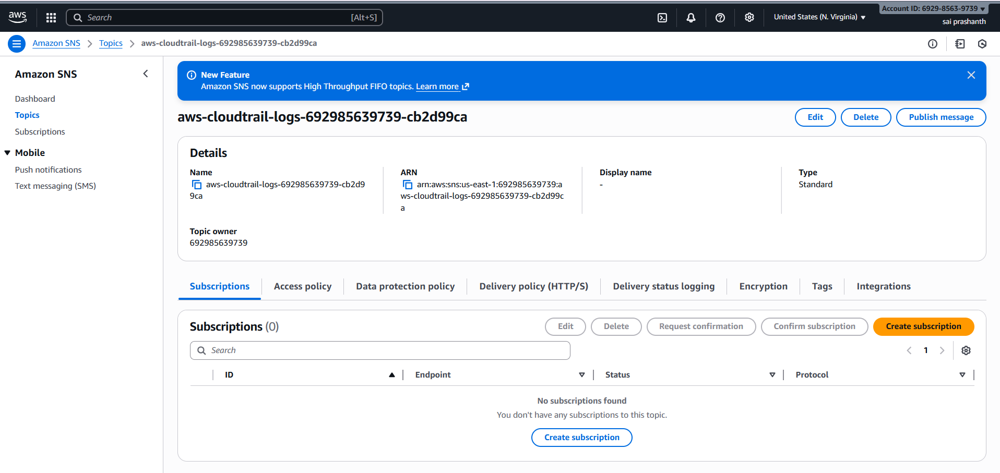 aws
Search
[Alt+S]
United States (N. Virginia)
Account ID: 6929-8563-9739
sai prashanth
Amazon SNS
Topics
aws-cloudtrail-logs-692985639739-cb2d99ca
Amazon SNS
Dashboard
Topics
Subscriptions
Mobile
Push notifications
Text messaging (SMS)
New Feature
Amazon SNS now supports High Throughput FIFO topics. Learn more
aws-cloudtrail-logs-692985639739-cb2d99ca
Edit
Delete
Publish message
Details
Name
aws-cloudtrail-logs-692985639739-cb2d9
9ca
ARN
arn:aws:sns:us-east-1:692985639739:a
ws-cloudtrail-logs-692985639739-cb2d99c
a
Display name
-
Type
Standard
Topic owner
692985639739
Subscriptions
Access policy
Data protection policy
Delivery policy (HTTP/S)
Delivery status logging
Encryption
Tags
Integrations
Subscriptions (0)
Edit
Delete
Request confirmation
Confirm subscription
Create subscription
Search
1
ID
Endpoint
Status
Protocol
No subscriptions found
You don't have any subscriptions to this topic.
Create subscription